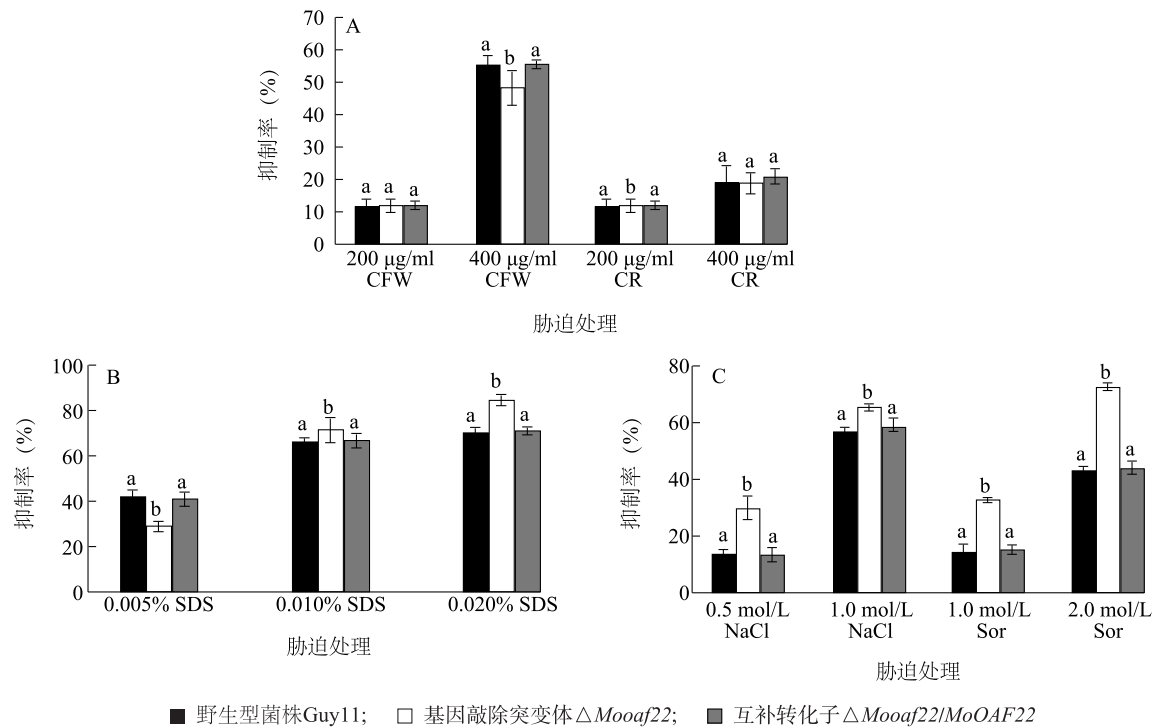 A
抑制率 (%)
70
60
50
40
30
20
10
0
a a a
a b a
a b a
a a a
200 μg/ml CFW
400 μg/ml CFW
200 μg/ml CR
400 μg/ml CR
胁迫处理
B
抑制率 (%)
100
80
60
40
20
0
a b a
a b a
a b a
0.005% SDS
0.010% SDS
0.020% SDS
胁迫处理
C
抑制率 (%)
80
60
40
20
0
a b a
a b a
a b a
a b a
0.5 mol/L NaCl
1.0 mol/L NaCl
1.0 mol/L Sor
2.0 mol/L Sor
胁迫处理
野生型菌株Guy11; 基因敲除突变体△Mooaf22; 互补转化子△Mooaf22/MoOAF22